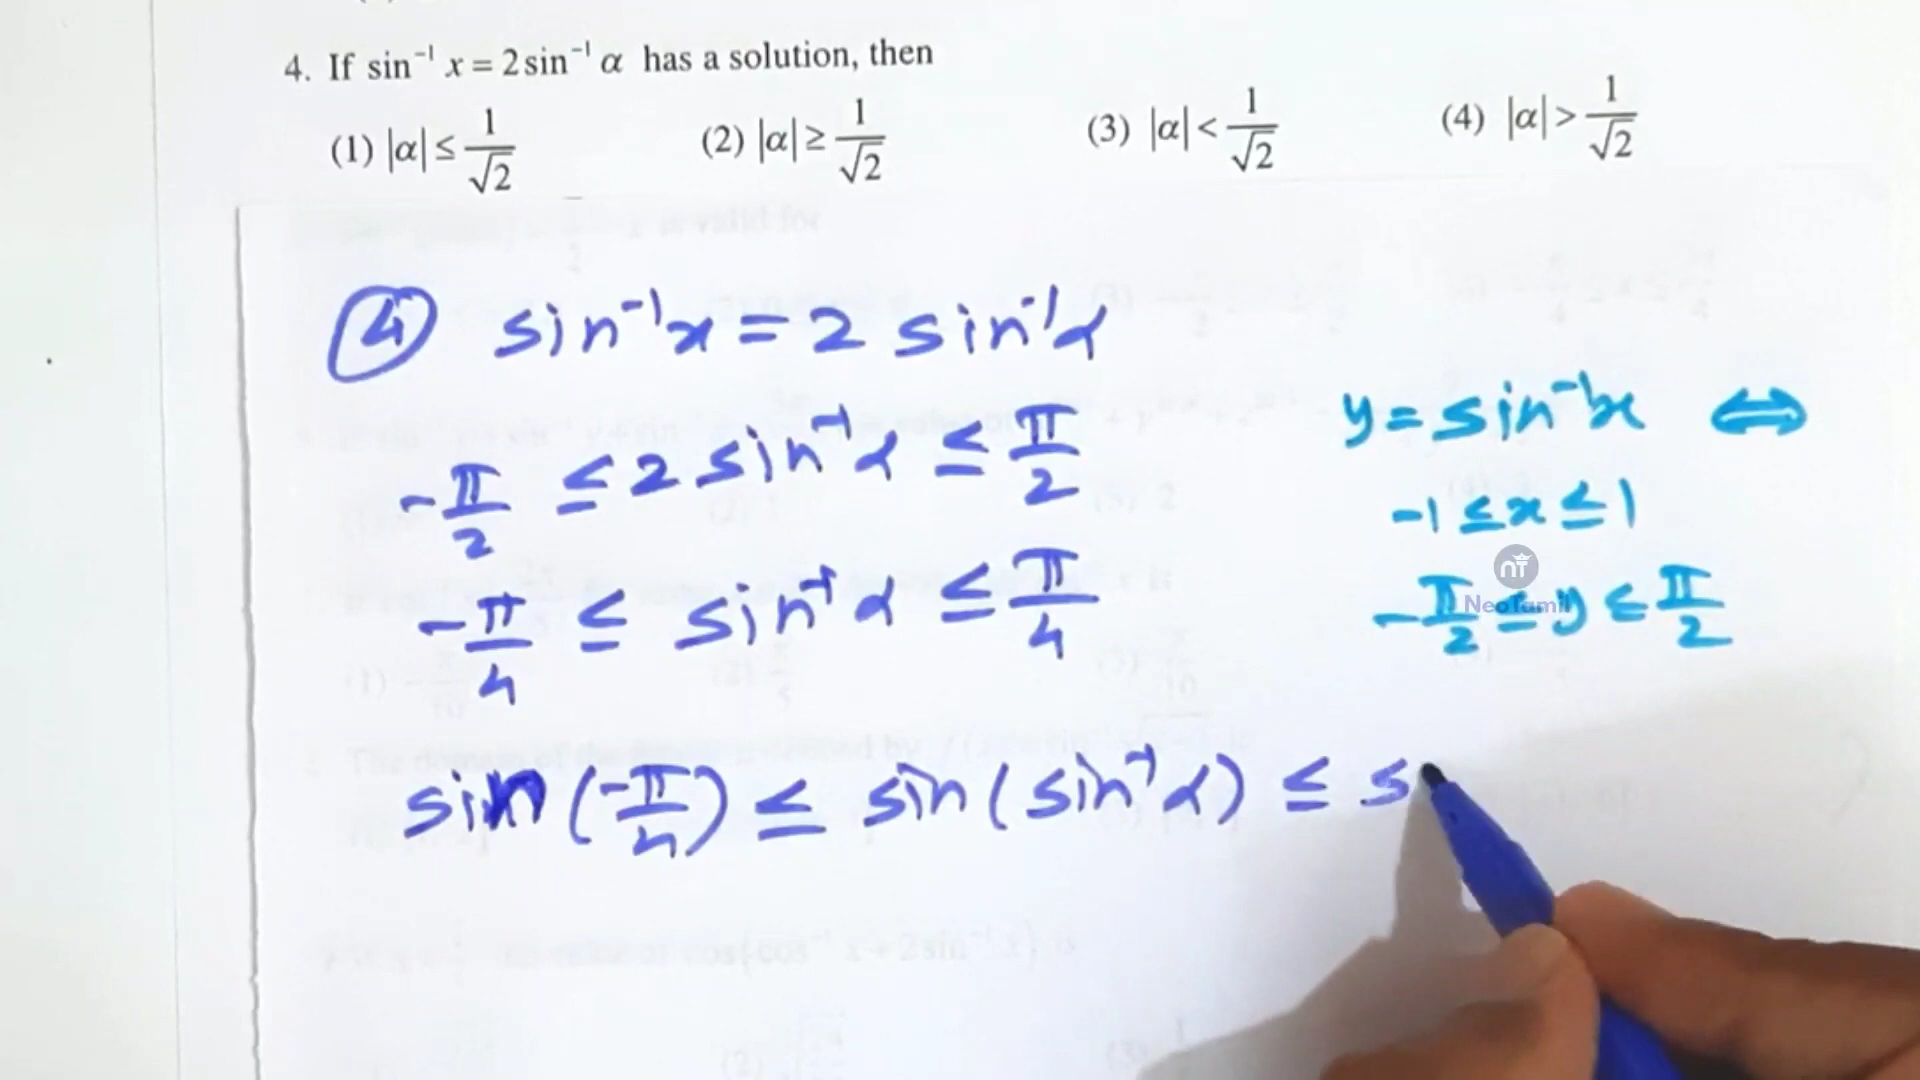 4. If sin⁻¹ x = 2 sin⁻¹ α has a solution, then
(1) |α| ≤ 1/√2 (2) |α| ≥ 1/√2 (3) |α| < 1/√2 (4) |α| > 1/√2
④ sin⁻¹x = 2 sin⁻¹α
-π/2 ≤ 2 sin⁻¹α ≤ π/2
-π/4 ≤ sin⁻¹α ≤ π/4
sin(-π/4) ≤ sin(sin⁻¹α) ≤ s
y = sin⁻¹x ⇔
-1 ≤ x ≤ 1
-π/2 ≤ y ≤ π/2
NeoTamil